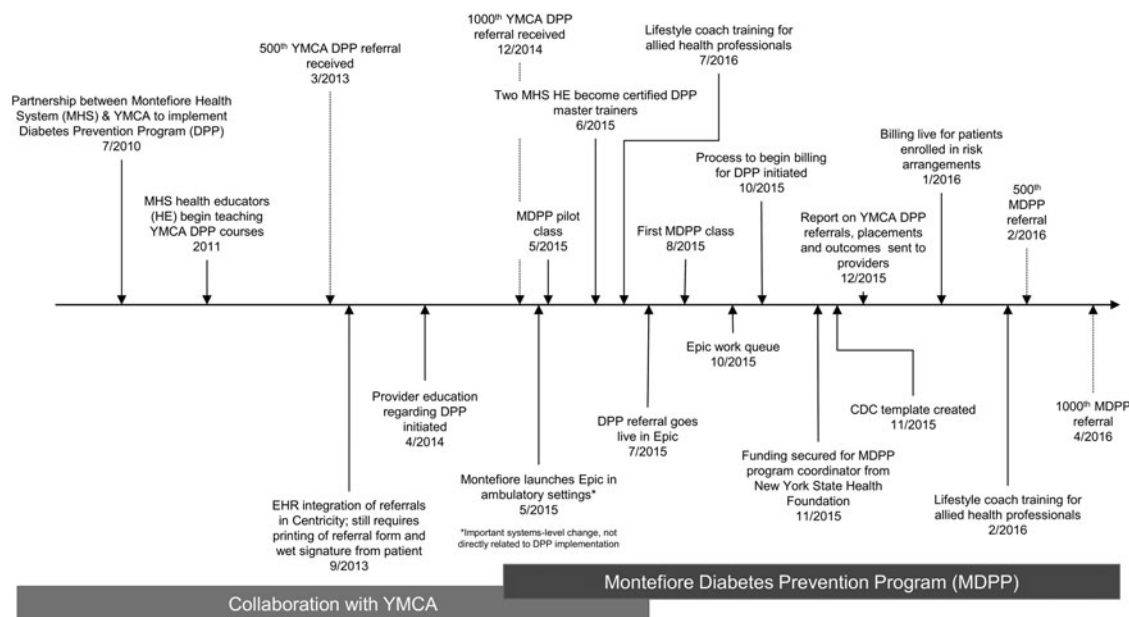 Partnership between Montefiore Health
System (MHS) & YMCA to implement
Diabetes Prevention Program (DPP)
7/2010
MHS health educators
(HE) begin teaching
YMCA DPP courses
2011
500th YMCA DPP referral
received
3/2013
1000th YMCA DPP
referral received
12/2014
MDPP pilot
class
5/2015
Two MHS HE become certified DPP
master trainers
6/2015
Lifestyle coach training for
allied health professionals
7/2016
First MDPP class
8/2015
Process to begin billing
for DPP initiated
10/2015
Report on YMCA DPP
referrals, placements
and outcomes sent to
providers
12/2015
Billing live for patients
enrolled in risk
arrangements
1/2016
500th
MDPP
referral
2/2016
EHR integration of referrals
in Centricity; still requires
printing of referral form and
wet signature from patient
9/2013
Provider education
regarding DPP
initiated
4/2014
Montefiore launches Epic in
ambulatory settings*
5/2015
*Important systems-level change, not
directly related to DPP implementation
DPP referral goes
live in Epic
7/2015
Epic work queue
10/2015
Funding secured for MDPP
program coordinator from
New York State Health
Foundation
11/2015
CDC template created
11/2015
Lifestyle coach training for
allied health professionals
2/2016
1000th MDPP
referral
4/2016
Montefiore Diabetes Prevention Program (MDPP)
Collaboration with YMCA